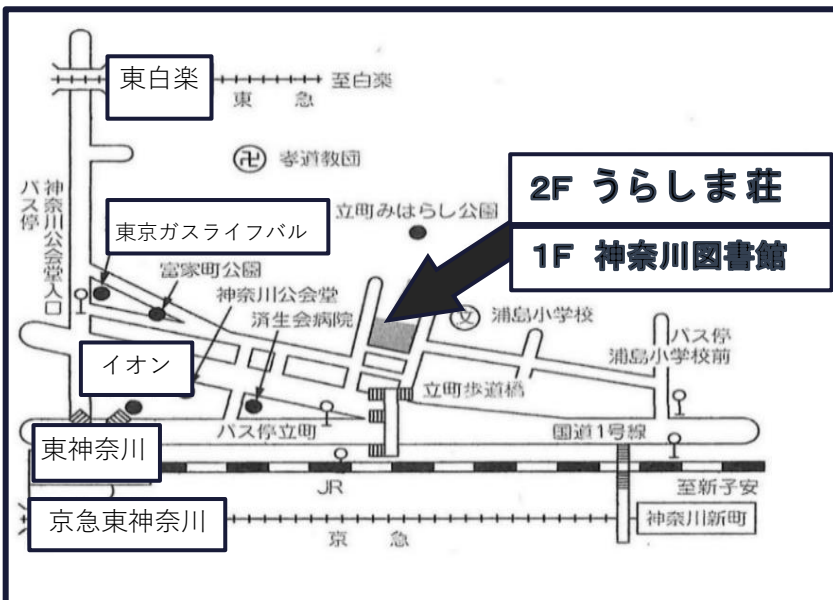 東白楽
至白楽
東急
孝道教団
2F うらしま荘
1F 神奈川図書館
神奈川公会堂入口
バス停
立町みはらし公園
東京ガスライフバル
富家町公園
神奈川公会堂
済生会病院
文
浦島小学校
バス停
浦島小学校前
イオン
立町歩道橋
バス停立町
国道1号線
東神奈川
JR
至新子安
京急東神奈川
京急
神奈川新町